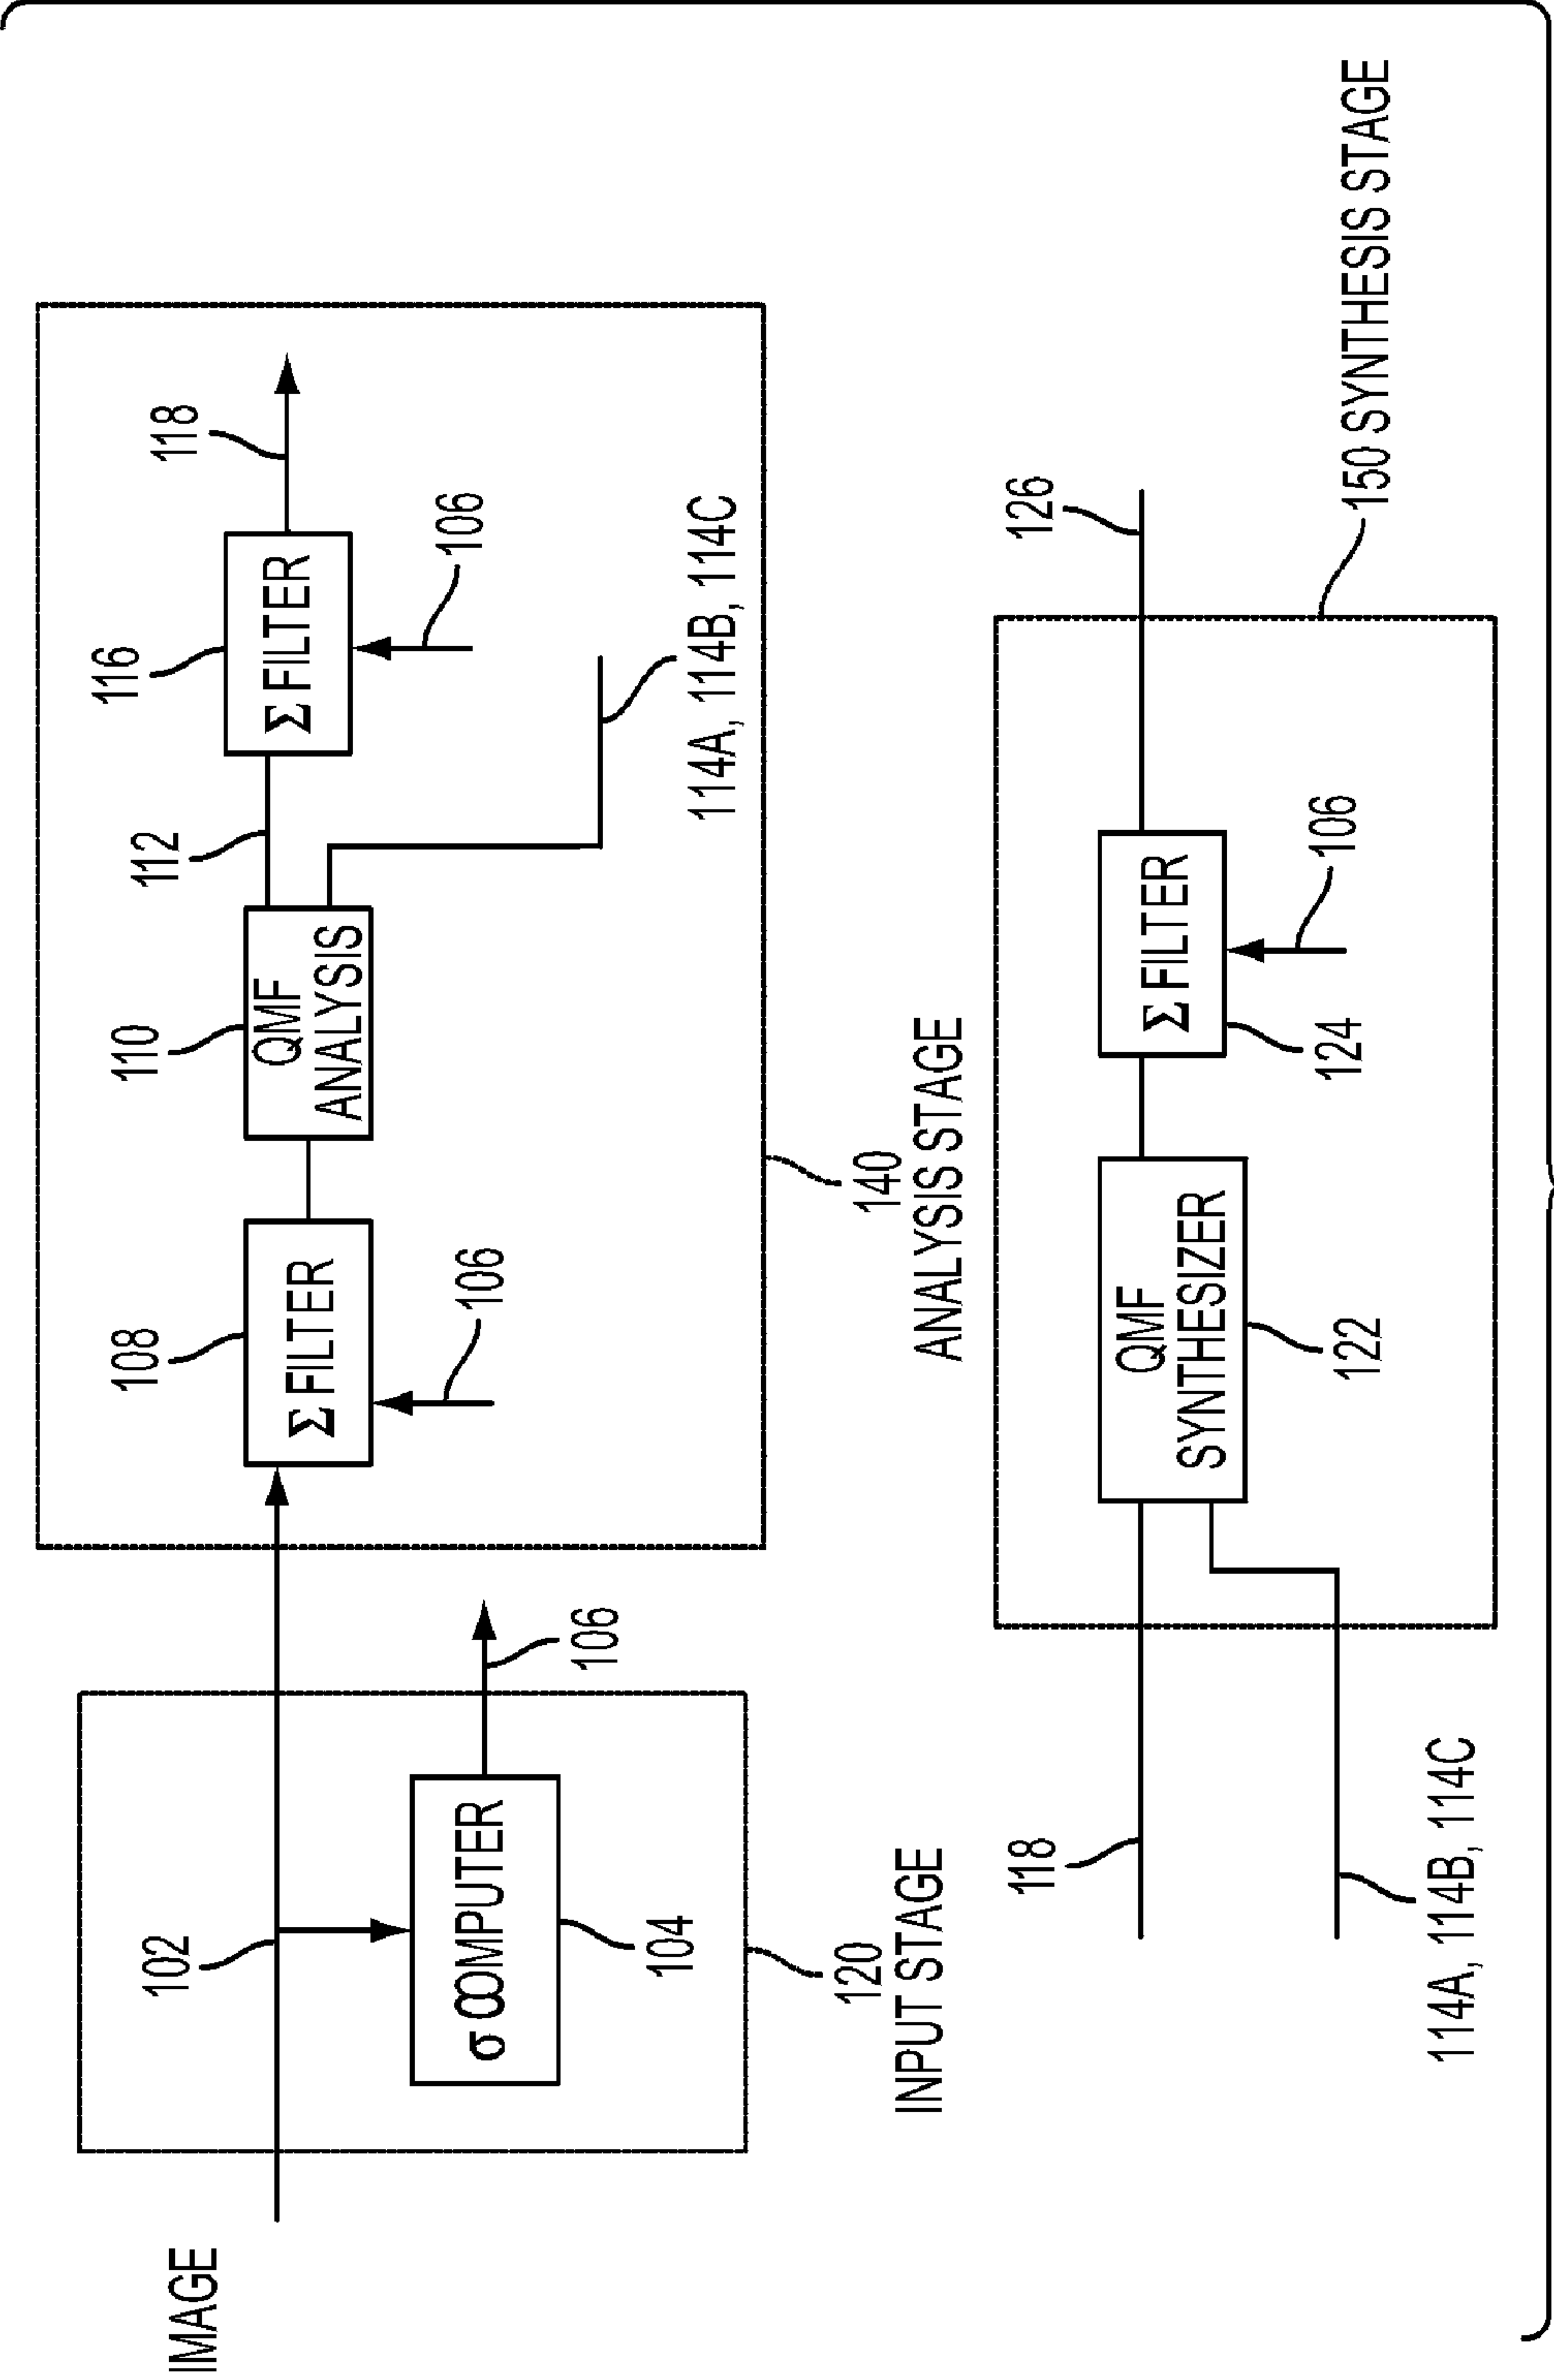 IMAGE
102
σ COMPUTER
104
106
120
INPUT STAGE
108
Σ FILTER
106
110
QMF
ANALYSIS
112
116
Σ FILTER
106
118
114A, 114B, 114C
140
ANALYSIS STAGE
118
114A, 114B, 114C
QMF
SYNTHESIZER
122
Σ FILTER
124
106
126
150 SYNTHESIS STAGE